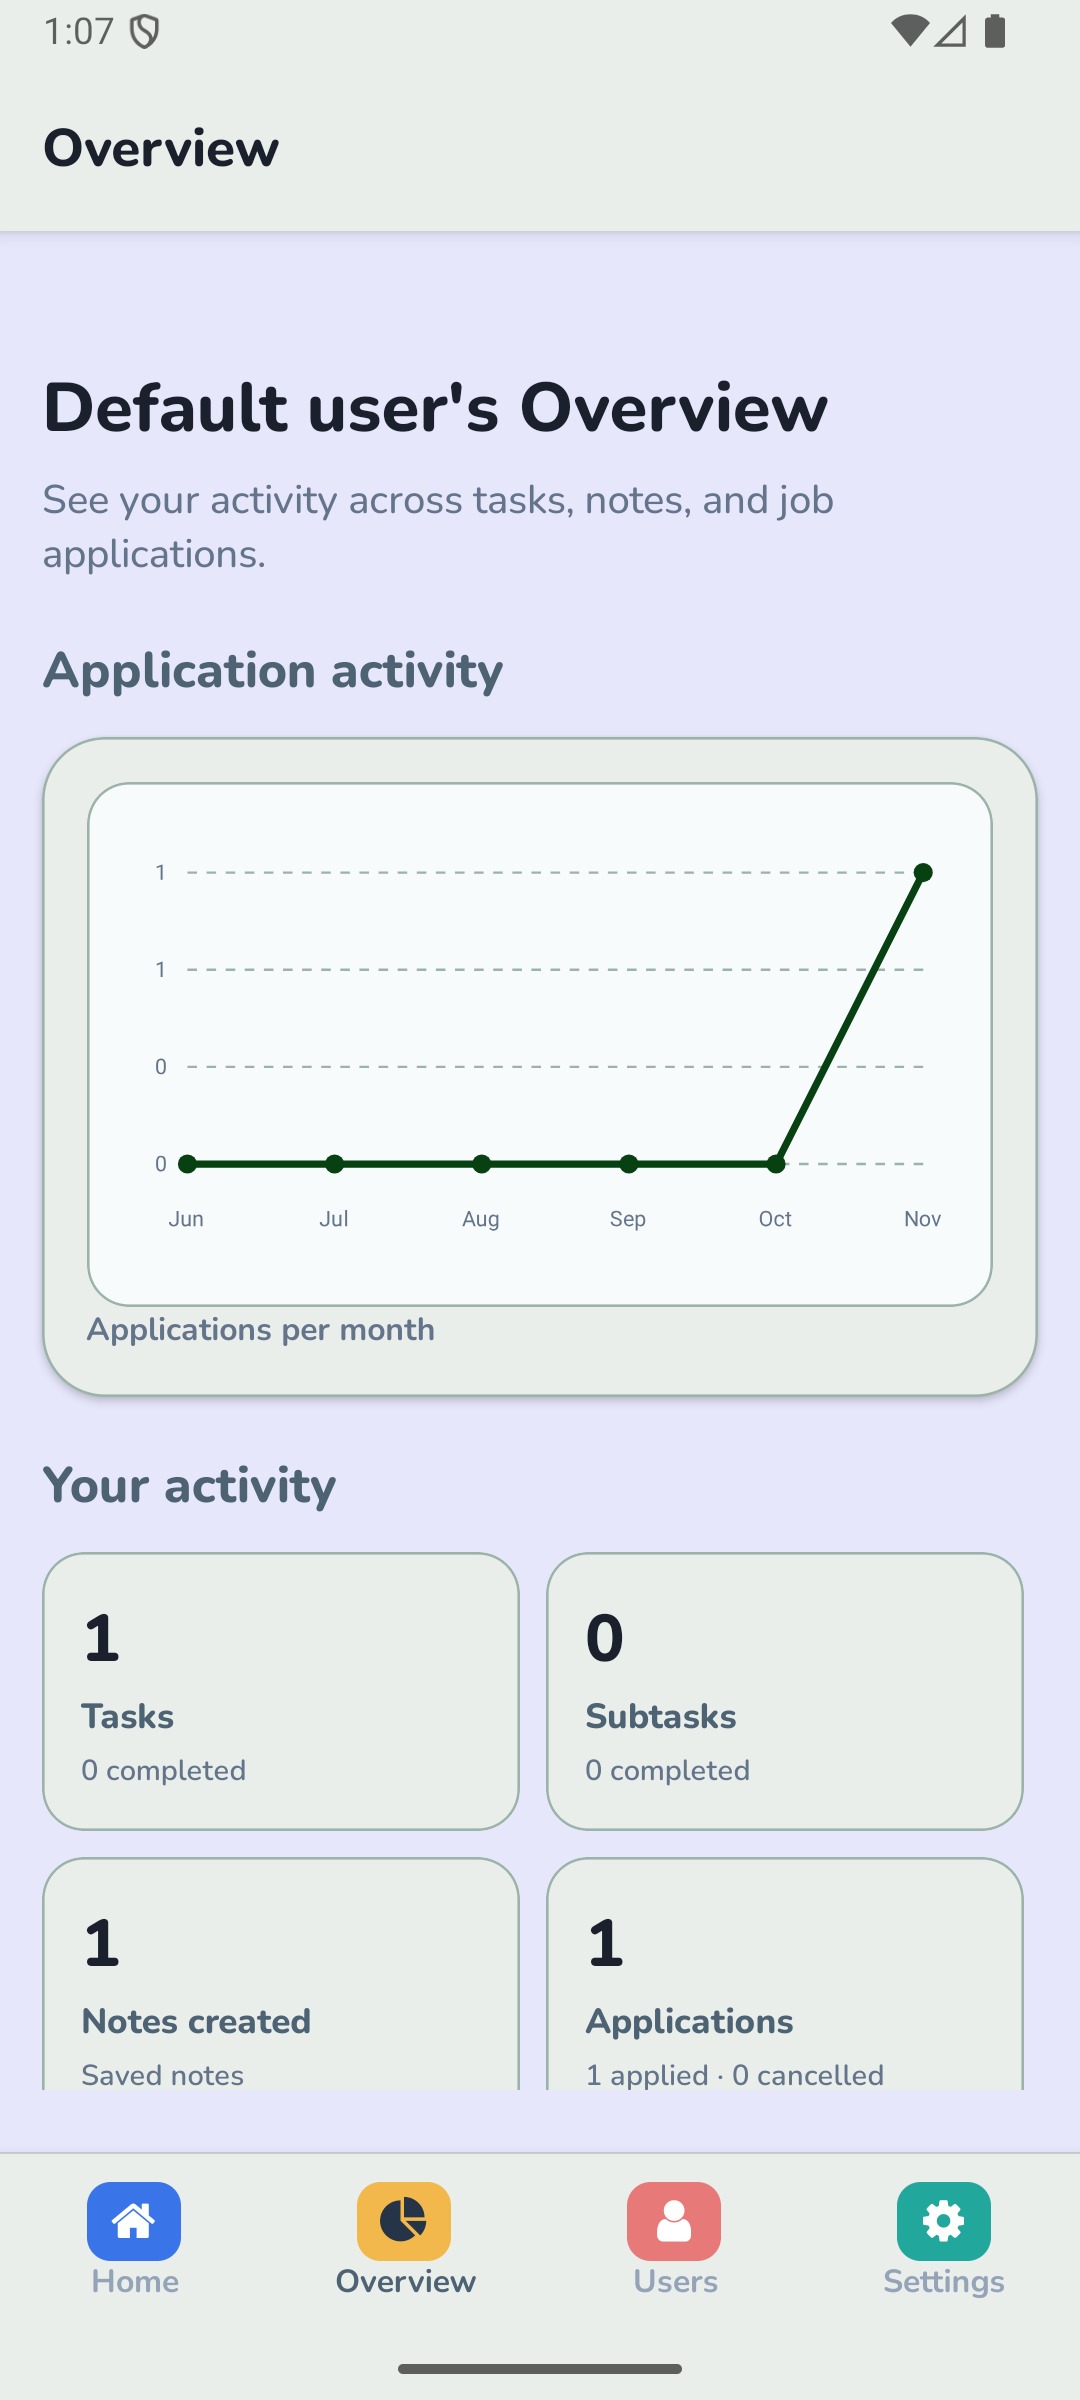 1:07
Overview
Default user's Overview
See your activity across tasks, notes, and job
applications.
Application activity
1
1
0
0
Jun Jul Aug Sep Oct Nov
Applications per month
Your activity
1
Tasks
0 completed
0
Subtasks
0 completed
1
Notes created
Saved notes
1
Applications
1 applied · 0 cancelled
Home Overview Users Settings